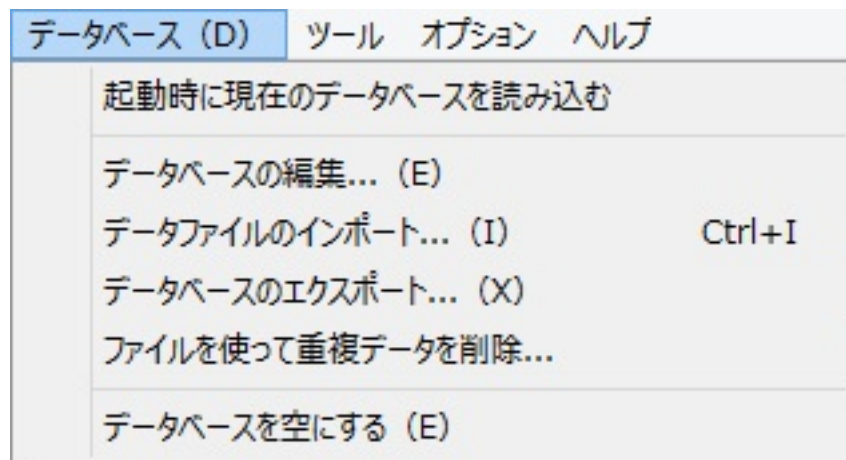 データベース（D） ツール オプション ヘルプ
起動時に現在のデータベースを読み込む
データベースの編集...（E）
データファイルのインポート...（I） Ctrl+I
データベースのエクスポート...（X）
ファイルを使って重複データを削除...
データベースを空にする（E）